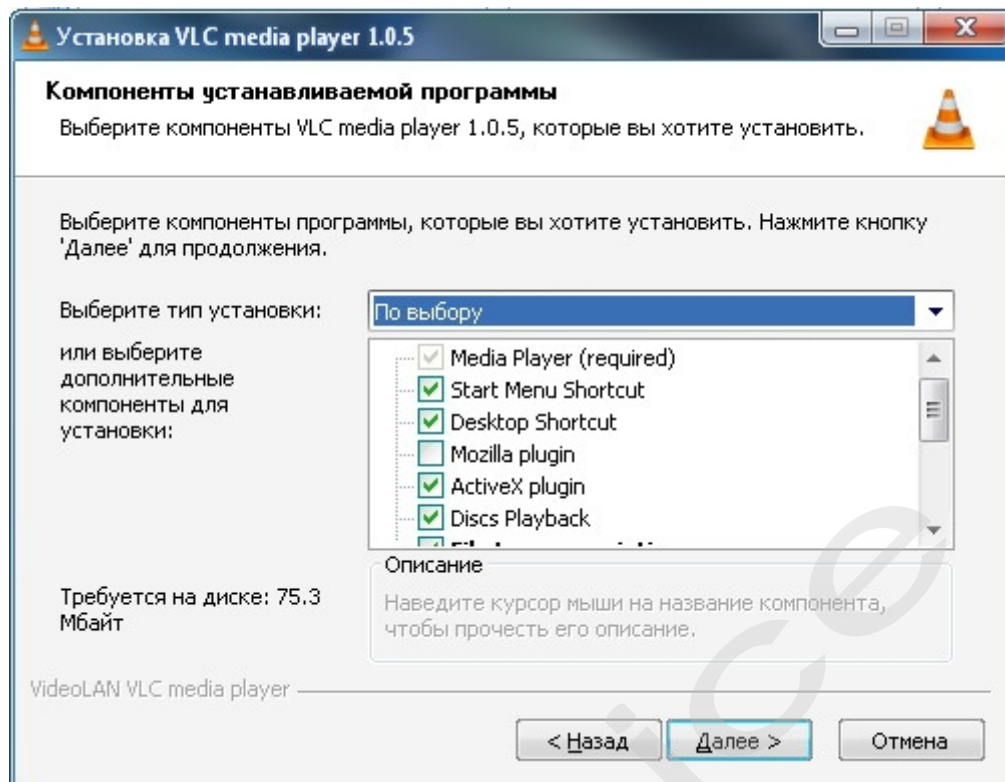 Установка VLC media player 1.0.5
Компоненты устанавливаемой программы
Выберите компоненты VLC media player 1.0.5, которые вы хотите установить.
Выберите компоненты программы, которые вы хотите установить. Нажмите кнопку
'Далее' для продолжения.
Выберите тип установки:
По выбору
или выберите
дополнительные
компоненты для
установки:
Media Player (required)
Start Menu Shortcut
Desktop Shortcut
Mozilla plugin
ActiveX plugin
Discs Playback
Требуется на диске: 75.3
Мбайт
Описание
Наведите курсор мыши на название компонента,
чтобы прочесть его описание.
VideoLAN VLC media player
< Назад
Далее >
Отмена
ice